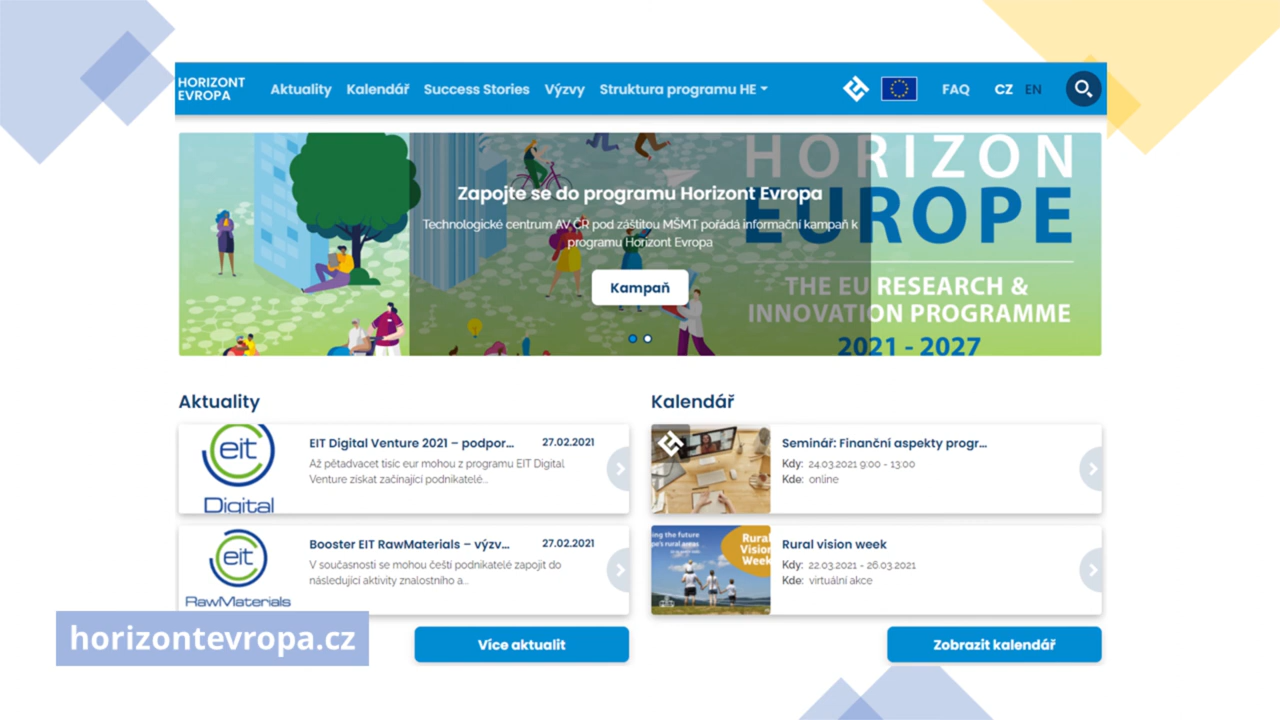 HORIZONT
EVROPA
Aktuality Kalendář Success Stories Výzvy Struktura programu HE
FAQ CZ EN
HORIZON
EUROPE
THE EU RESEARCH &
INNOVATION PROGRAMME
2021 - 2027
Zapojte se do programu Horizont Evropa
Technologické centrum AV ČR pod záštitou MŠMT pořádá informační kampaň k
programu Horizont Evropa
Kampaň
Aktuality
eit
Digital
EIT Digital Venture 2021 – podpor... 27.02.2021
Až pětadvacet tisíc eur mohou z programu EIT Digital
Venture získat začínající podnikatelé...
eit
RawMaterials
Booster EIT RawMaterials – výzv... 27.02.2021
V současnosti se mohou čeští podnikatelé zapojit do
následující aktivity znalostního a...
Více aktualit
Kalendář
Seminář: Finanční aspekty progr...
Kdy: 24.03.2021 9:00 - 13:00
Kde: online
ing the future
pe's rural areas
Rural
Vision
Week
Rural vision week
Kdy: 22.03.2021 - 26.03.2021
Kde: virtuální akce
Zobrazit kalendář
horizontevropa.cz